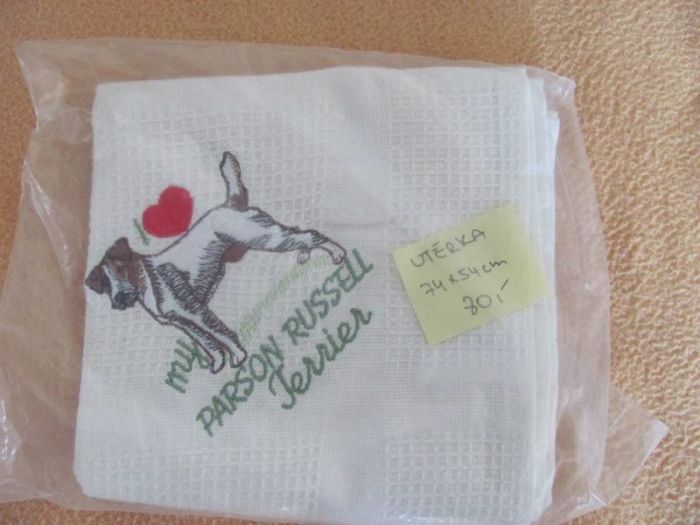 I
my
PARSON RUSSELL
Terrier
UTĚRKA
74x54cm
70,-